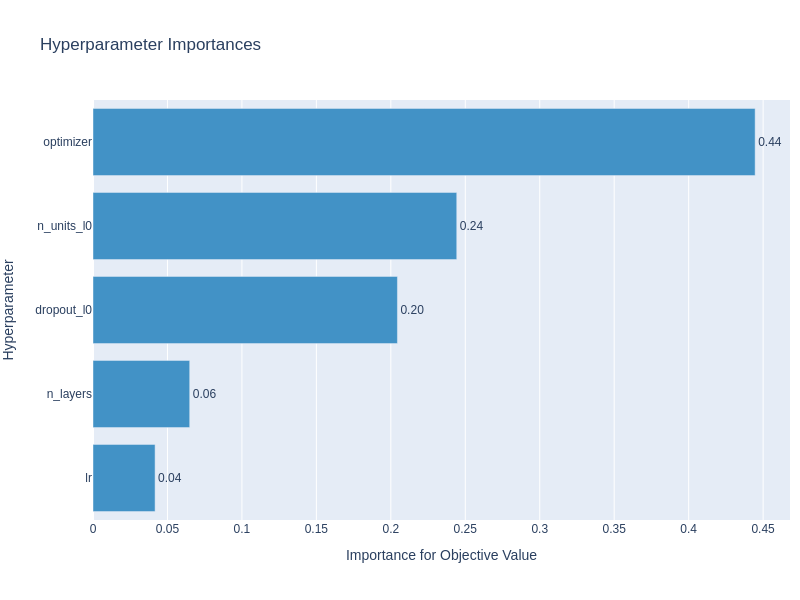 Hyperparameter Importances
Hyperparameter
optimizer
0.44
n_units_l0
0.24
dropout_l0
0.20
n_layers
0.06
lr
0.04
0 0.05 0.1 0.15 0.2 0.25 0.3 0.35 0.4 0.45
Importance for Objective Value